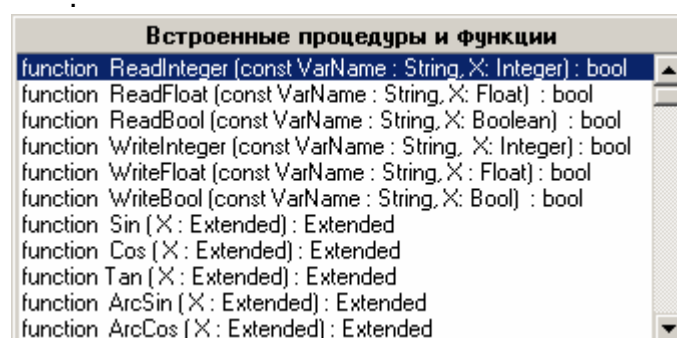 Встроенные процедуры и функции
function ReadInteger (const VarName : String, X: Integer) : bool
function ReadFloat (const VarName : String, X: Float) : bool
function ReadBool (const VarName : String, X: Boolean) : bool
function WriteInteger (const VarName : String, X: Integer) : bool
function WriteFloat (const VarName : String, X : Float) : bool
function WriteBool (const VarName : String, X: Bool) : bool
function Sin ( X : Extended) : Extended
function Cos ( X : Extended) : Extended
function Tan ( X : Extended) : Extended
function ArcSin ( X : Extended) : Extended
function ArcCos ( X : Extended) : Extended